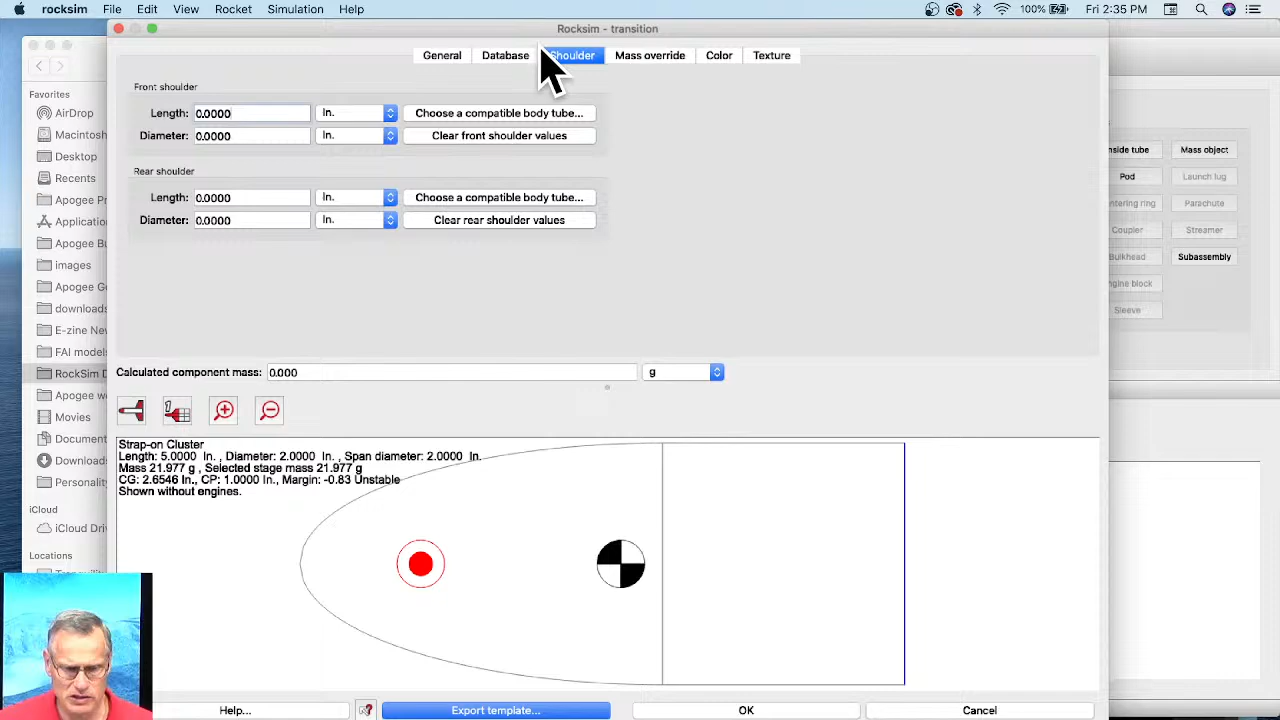 rocksim File Edit View Rocket Simulation Help 100% Fri 2:35 PM
Rocksim - transition
General Database Shoulder Mass override Color Texture
Favorites
AirDrop
Macintosh
Desktop
Recents
Apogee Pr
Application
Apogee Bu
images
Apogee Ge
downloads
E-zine New
FAI models
RockSim D
Apogee we
Movies
Document
Downloads
Personality
iCloud
iCloud Driv
Locations
Front shoulder
Length: 0.0000 In. Choose a compatible body tube...
Diameter: 0.0000 In. Clear front shoulder values
Rear shoulder
Length: 0.0000 In. Choose a compatible body tube...
Diameter: 0.0000 In. Clear rear shoulder values
nside tube Mass object
Pod Launch lug
entering ring Parachute
Coupler Streamer
Bulkhead Subassembly
ngine block
Sleeve
Calculated component mass: 0.000 g
Strap-on Cluster
Length: 5.0000 In. , Diameter: 2.0000 In. , Span diameter: 2.0000 In.
Mass 21.977 g , Selected stage mass 21.977 g
CG: 2.6546 In., CP: 1.0000 In., Margin: -0.83 Unstable
Shown without engines.
Help... Export template... OK Cancel